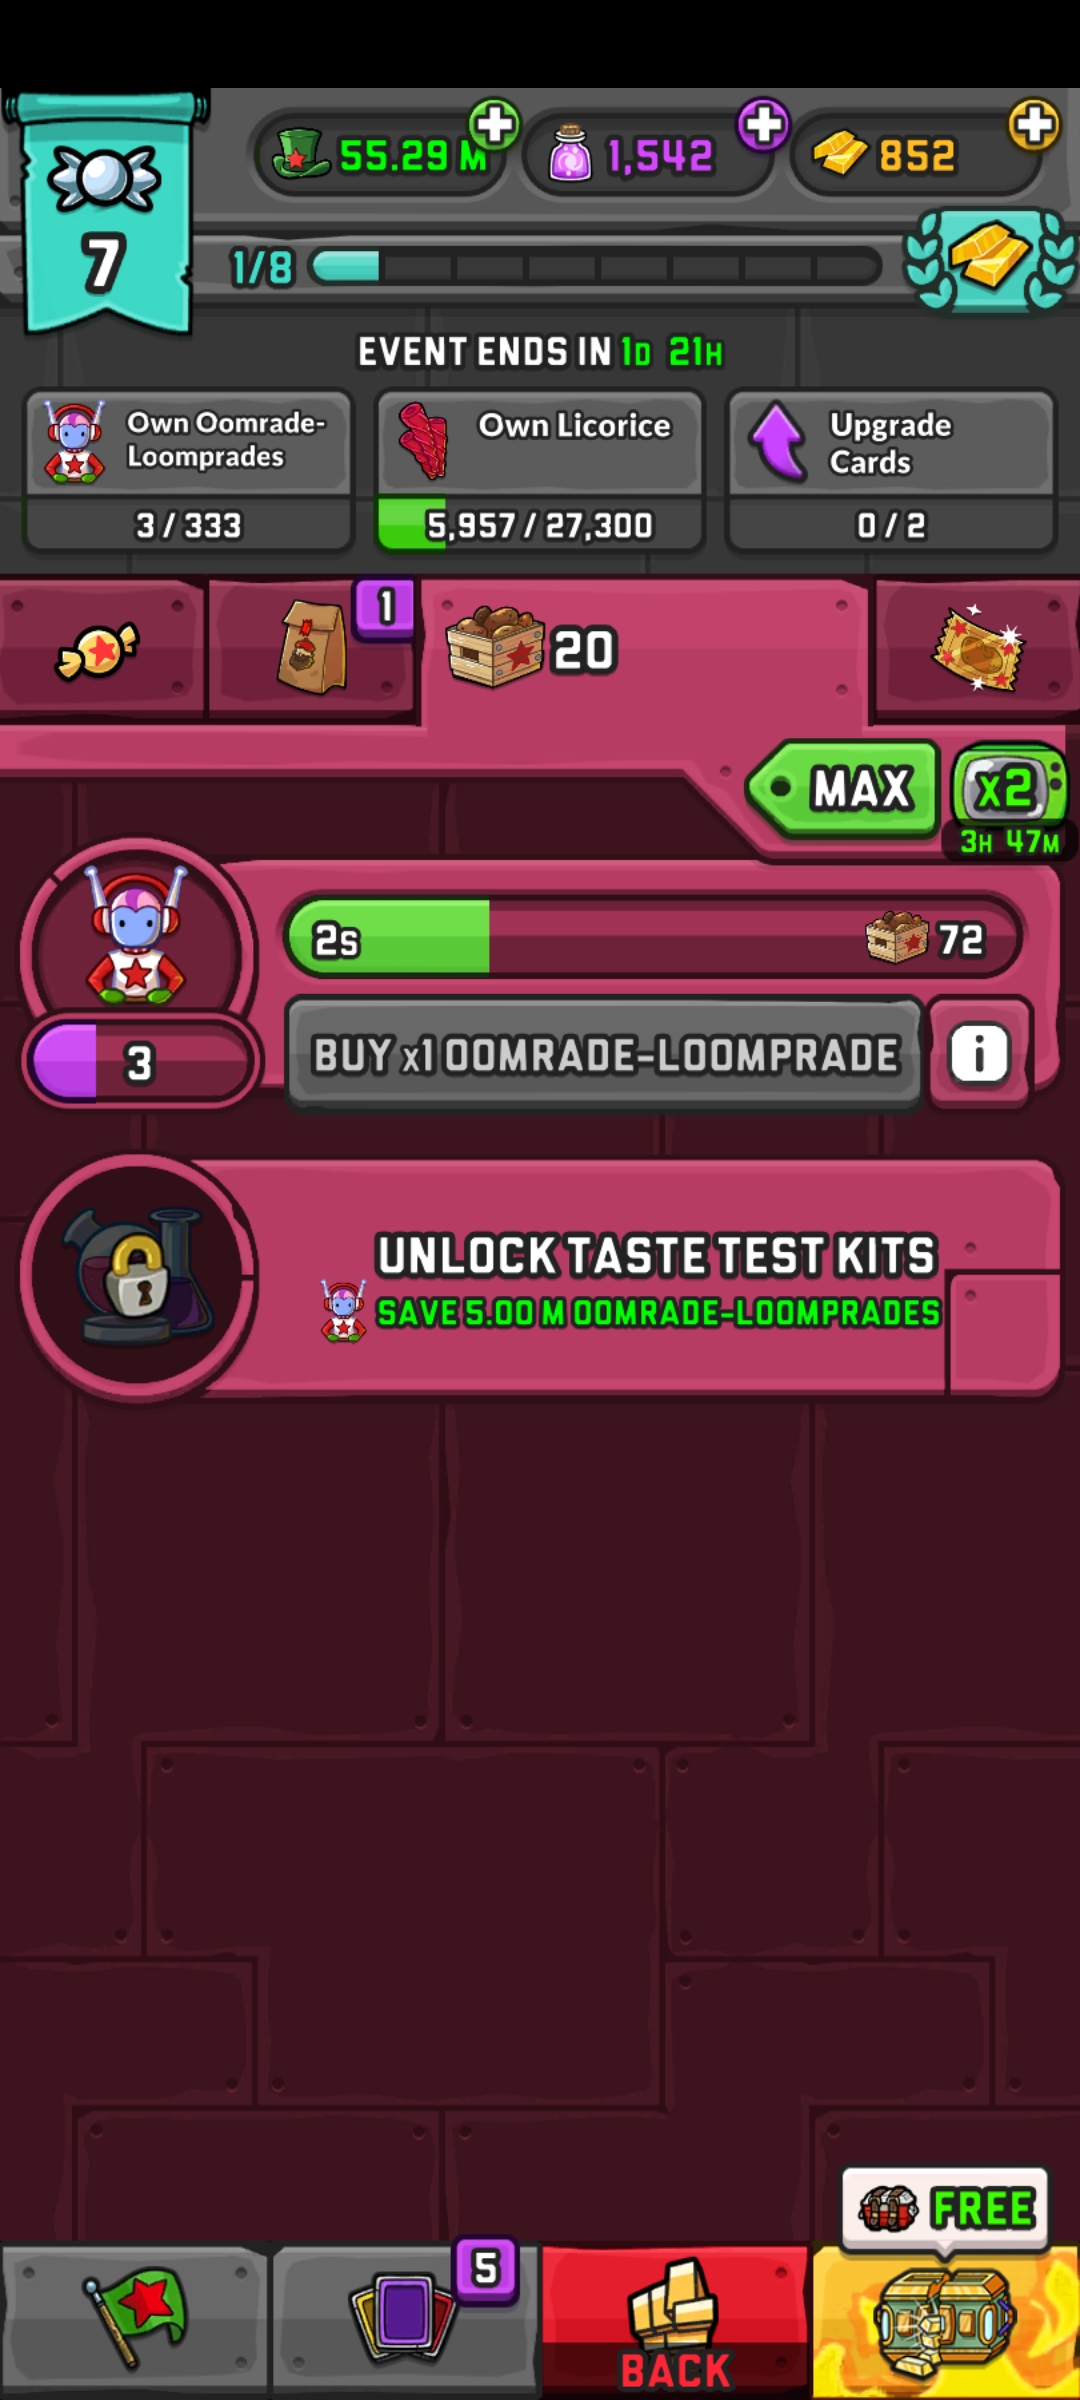 55.29 M
1,542
852
7
1/8
EVENT ENDS IN 1D 21H
Own Oomrade-
Loomprades
3 / 333
Own Licorice
5,957 / 27,300
Upgrade
Cards
0 / 2
1
20
MAX
x2
3H 47M
2s
72
3
BUY x1 OOMRADE-LOOMPRADE
i
UNLOCK TASTE TEST KITS
SAVE 5.00 M OOMRADE-LOOMPRADES
FREE
5
BACK